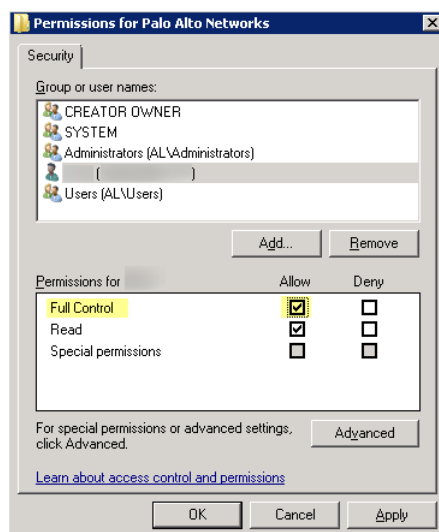 Permissions for Palo Alto Networks
Security
Group or user names:
CREATOR OWNER
SYSTEM
Administrators (AL\Administrators)
( )
Users (AL\Users)
Add... Remove
Permissions for Allow Deny
Full Control
Read
Special permissions
For special permissions or advanced settings,
click Advanced. Advanced
Learn about access control and permissions
OK Cancel Apply